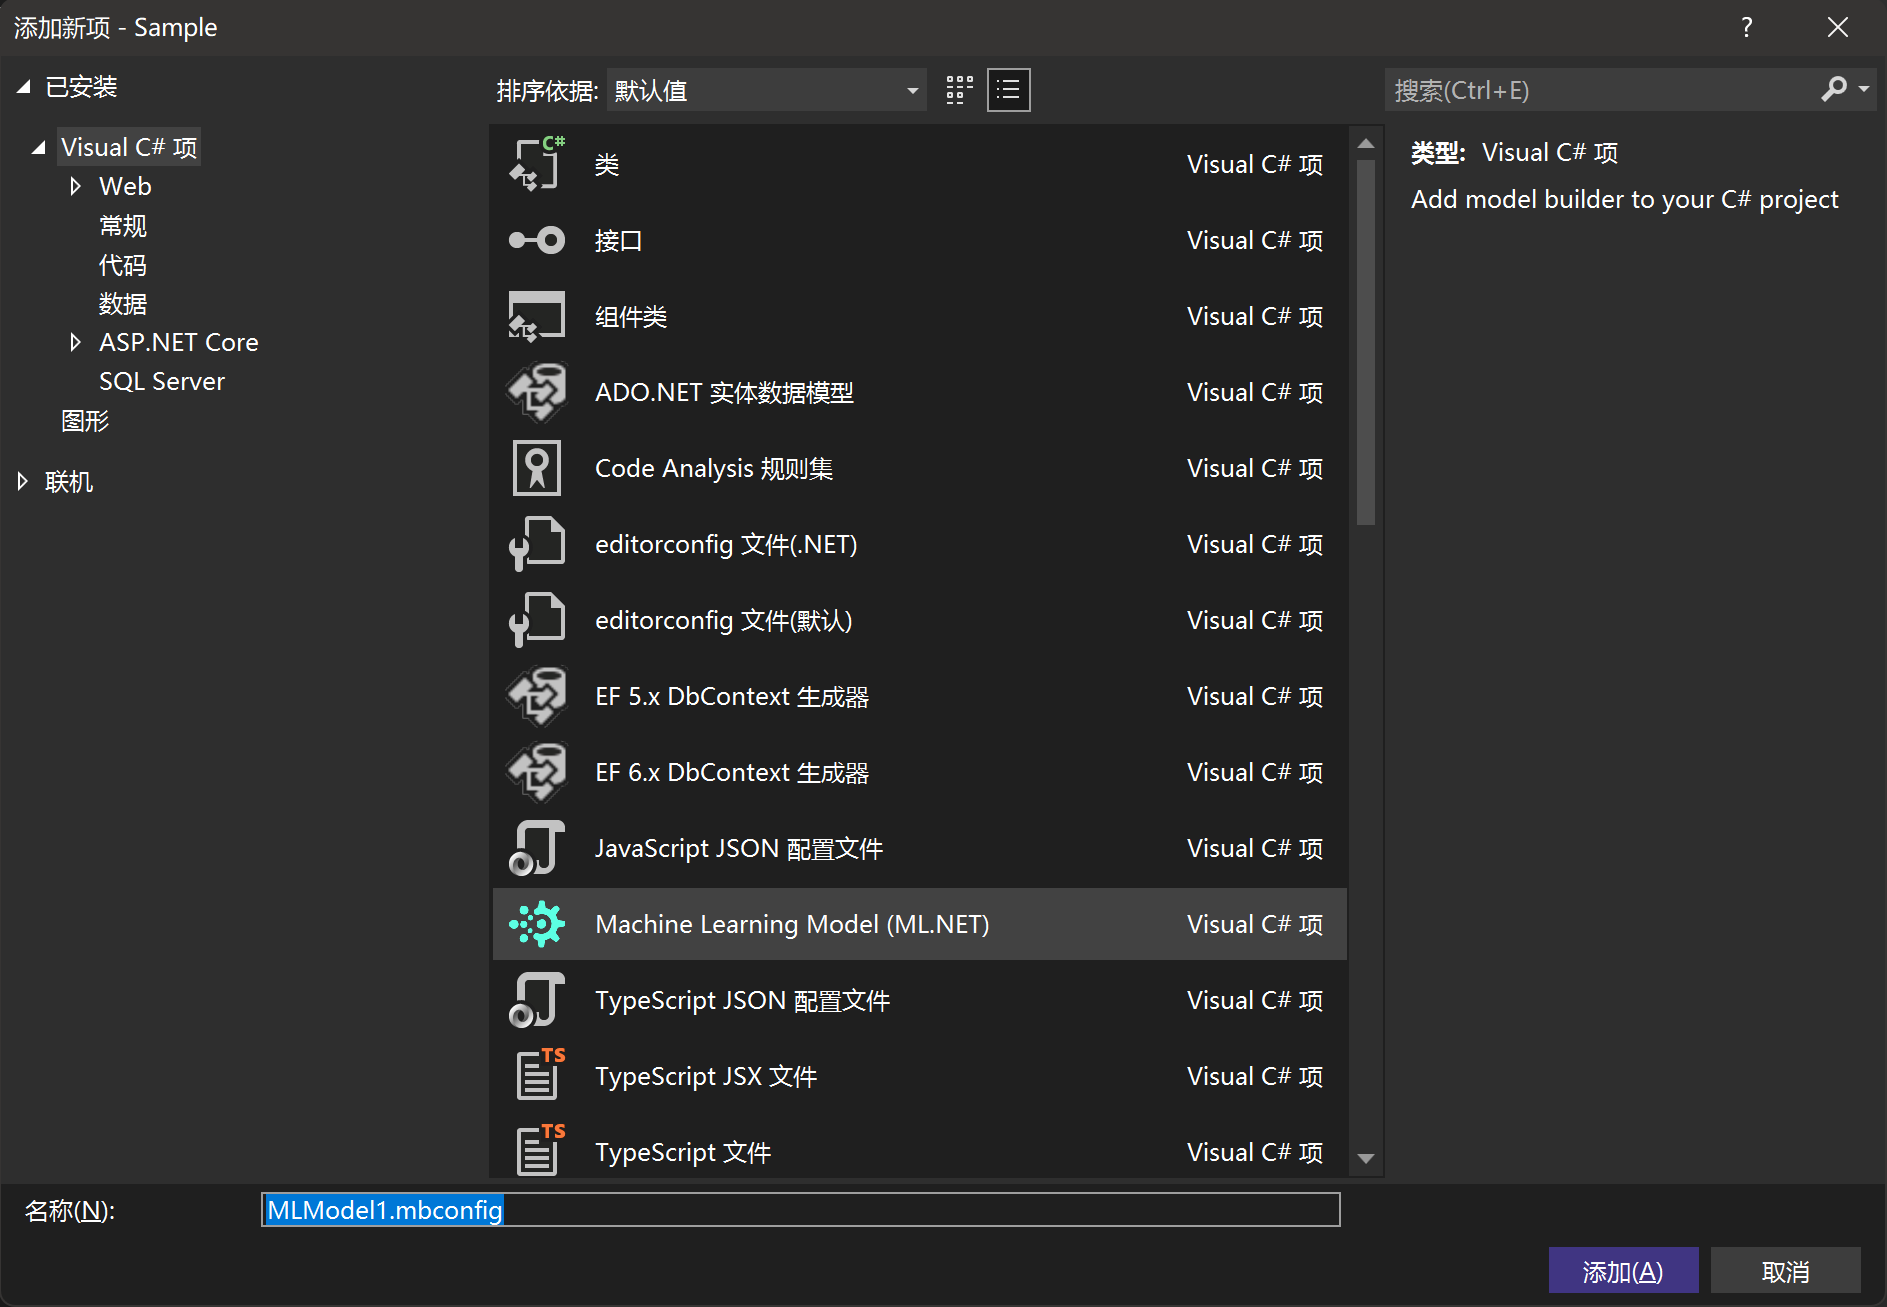 添加新项 - Sample
?
已安装
Visual C# 项
Web
常规
代码
数据
ASP.NET Core
SQL Server
图形
联机
排序依据: 默认值
搜索(Ctrl+E)
C# 类 Visual C# 项
接口 Visual C# 项
组件类 Visual C# 项
ADO.NET 实体数据模型 Visual C# 项
Code Analysis 规则集 Visual C# 项
editorconfig 文件(.NET) Visual C# 项
editorconfig 文件(默认) Visual C# 项
EF 5.x DbContext 生成器 Visual C# 项
EF 6.x DbContext 生成器 Visual C# 项
JavaScript JSON 配置文件 Visual C# 项
Machine Learning Model (ML.NET) Visual C# 项
TypeScript JSON 配置文件 Visual C# 项
TS TypeScript JSX 文件 Visual C# 项
TS TypeScript 文件 Visual C# 项
类型: Visual C# 项
Add model builder to your C# project
名称(N): MLModel1.mbconfig
添加(A) 取消